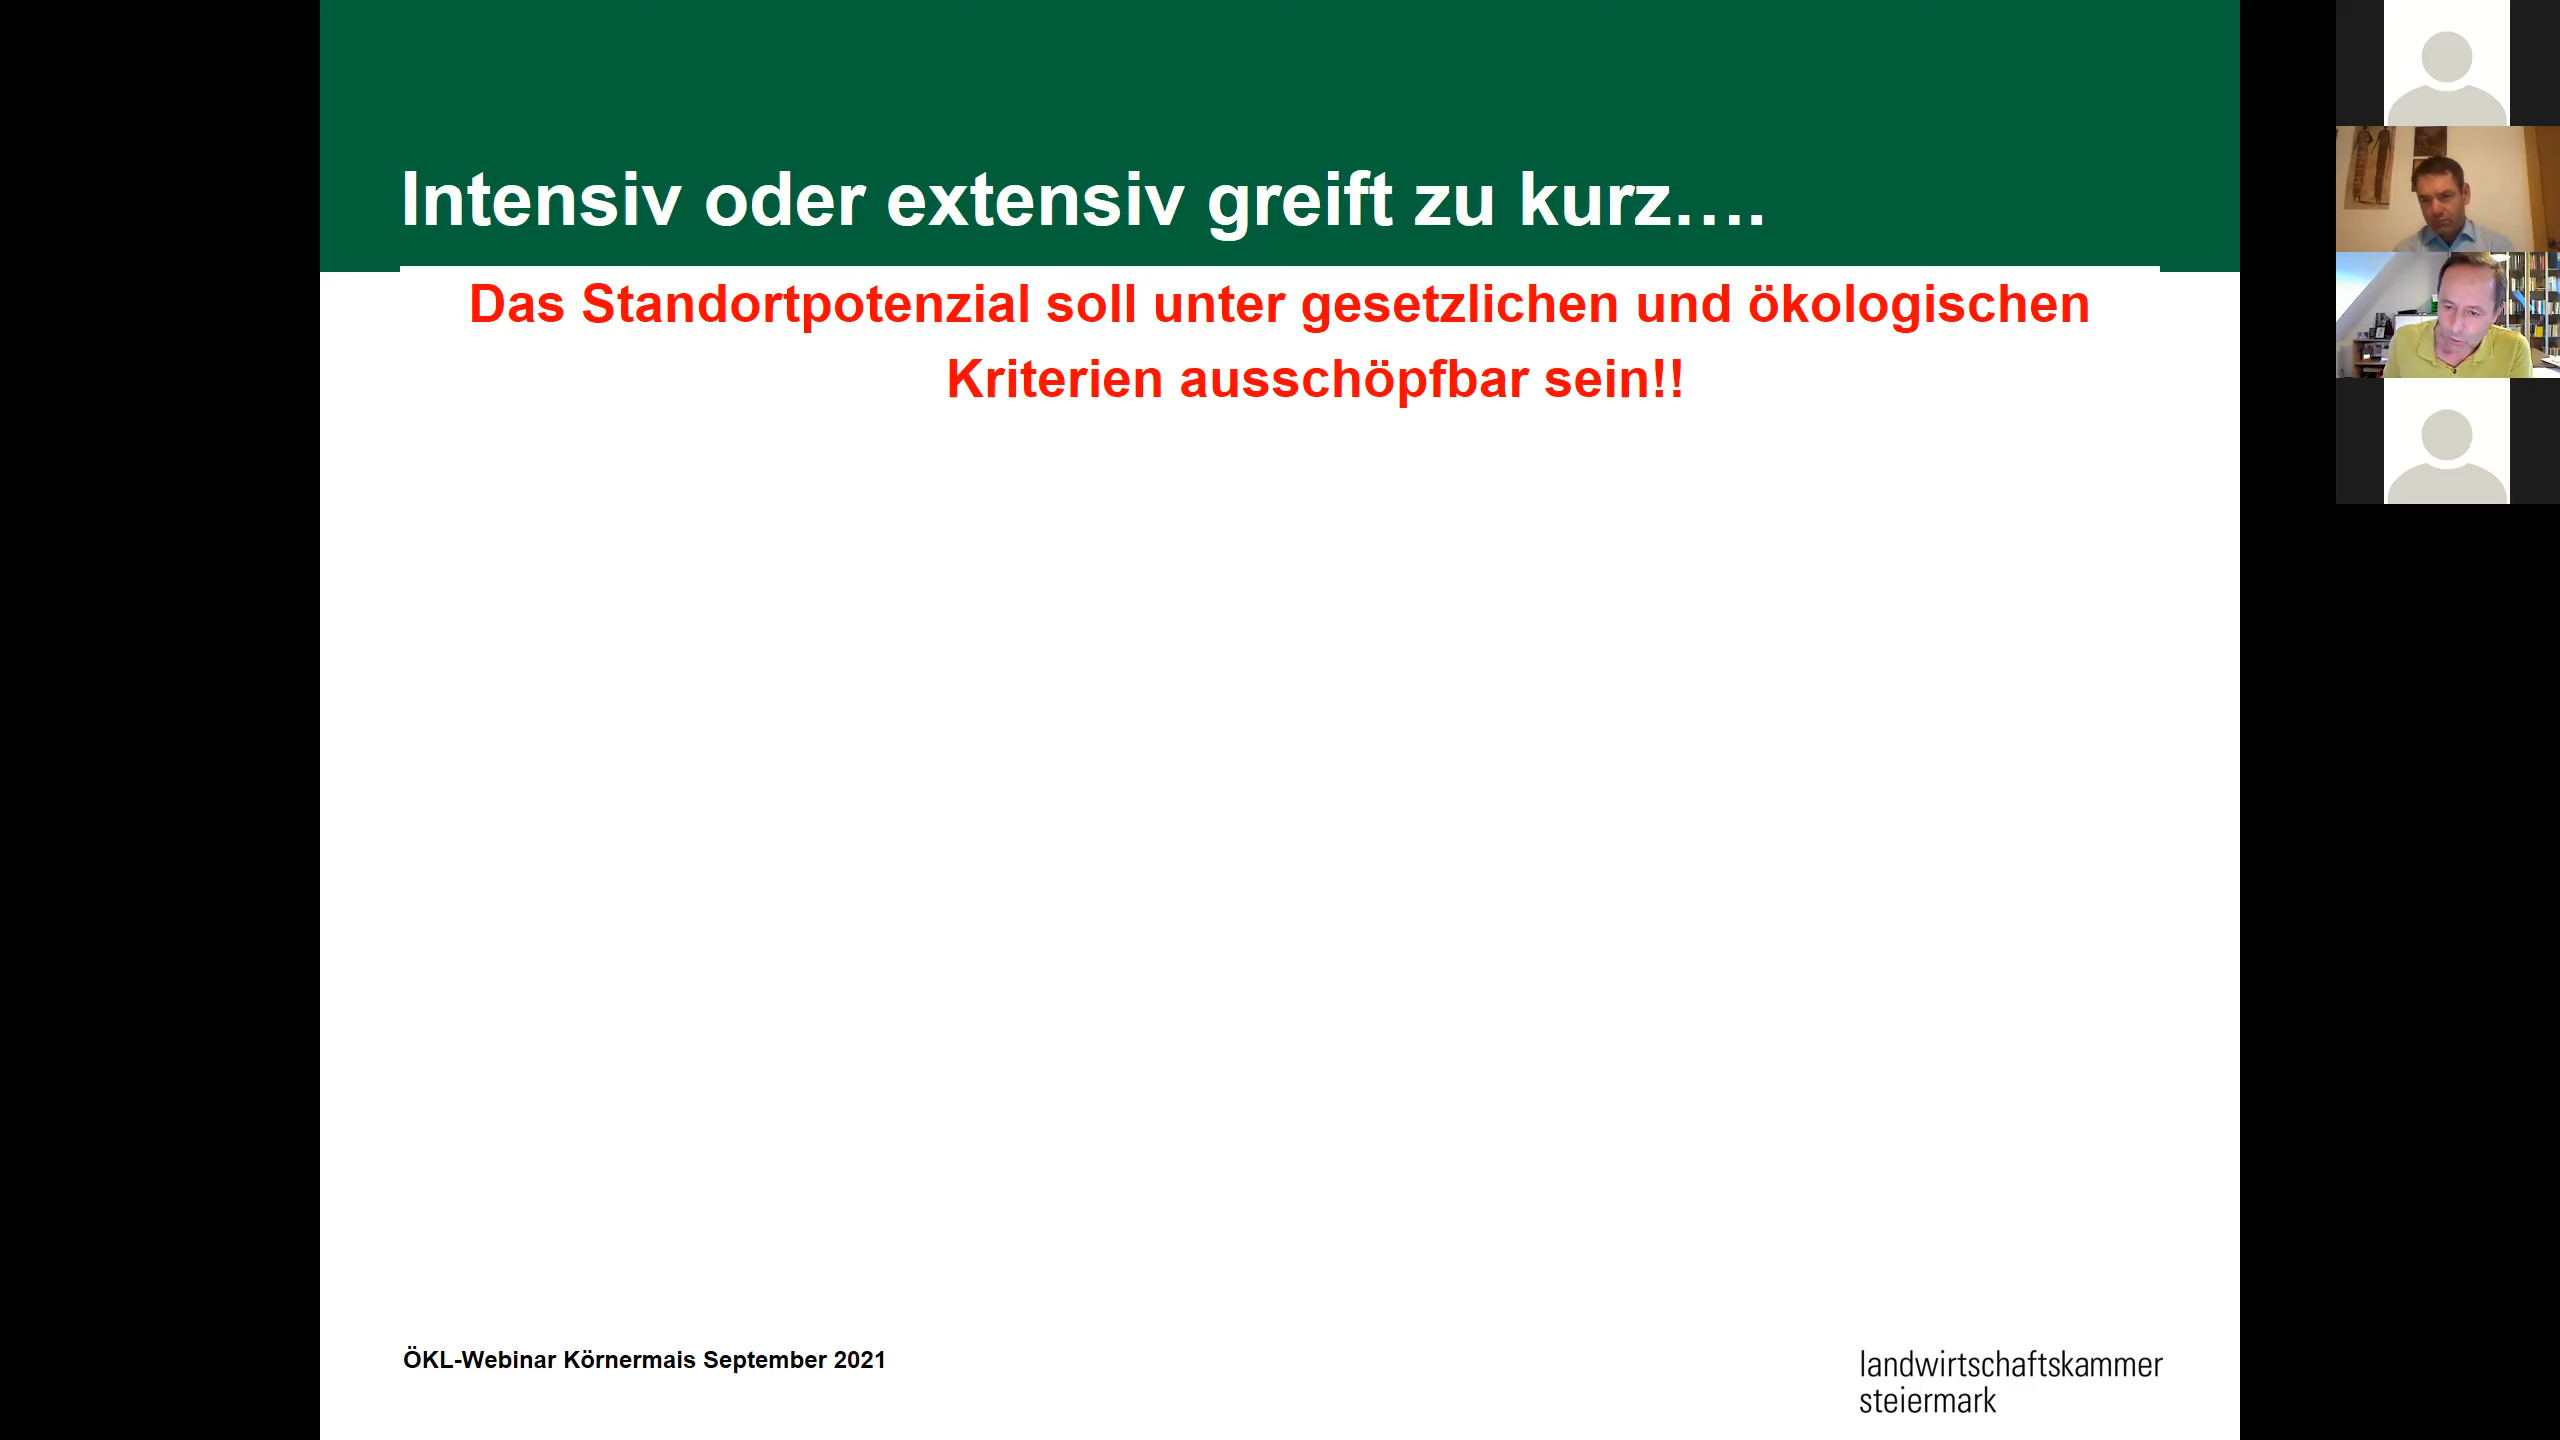 Intensiv oder extensiv greift zu kurz….
Das Standortpotenzial soll unter gesetzlichen und ökologischen
Kriterien ausschöpfbar sein!!
ÖKL-Webinar Körnermais September 2021
landwirtschaftskammer
steiermark